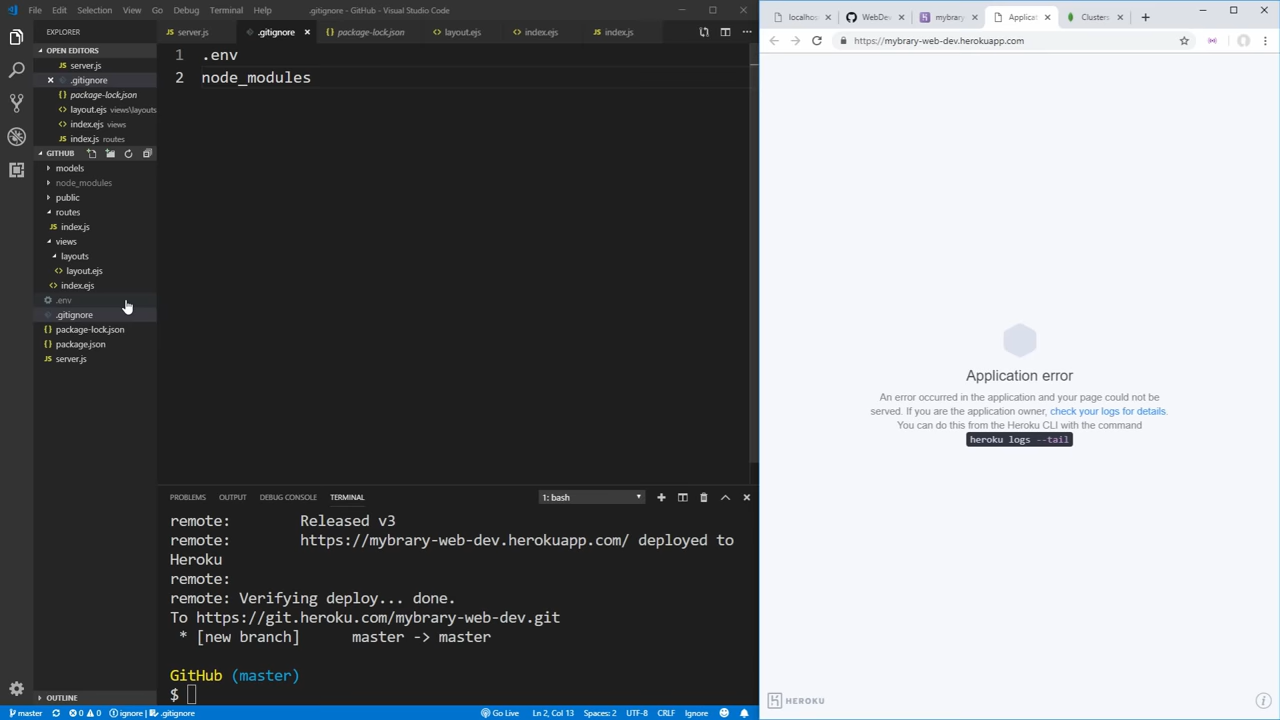 File Edit Selection View Go Debug Terminal Help
.gitignore - GitHub - Visual Studio Code
EXPLORER
OPEN EDITORS
server.js
.gitignore
package-lock.json
layout.ejs views\layouts
index.ejs views
index.js routes
GITHUB
models
node_modules
public
routes
index.js
views
layouts
layout.ejs
index.ejs
.env
.gitignore
package-lock.json
package.json
server.js
OUTLINE
server.js .gitignore package-lock.json layout.ejs index.ejs index.js
1 .env
2 node_modules
PROBLEMS OUTPUT DEBUG CONSOLE TERMINAL
1: bash
remote: Released v3
remote: https://mybrary-web-dev.herokuapp.com/ deployed to
Heroku
remote:
remote: Verifying deploy... done.
To https://git.heroku.com/mybrary-web-dev.git
* [new branch] master -> master
GitHub (master)
$
master 0 0 ignore .gitignore Go Live Ln 2, Col 13 Spaces: 2 UTF-8 CRLF Ignore
localhos WebDev mybrary Applicat Clusters
https://mybrary-web-dev.herokuapp.com
Application error
An error occurred in the application and your page could not be
served. If you are the application owner, check your logs for details.
You can do this from the Heroku CLI with the command
heroku logs --tail
HEROKU